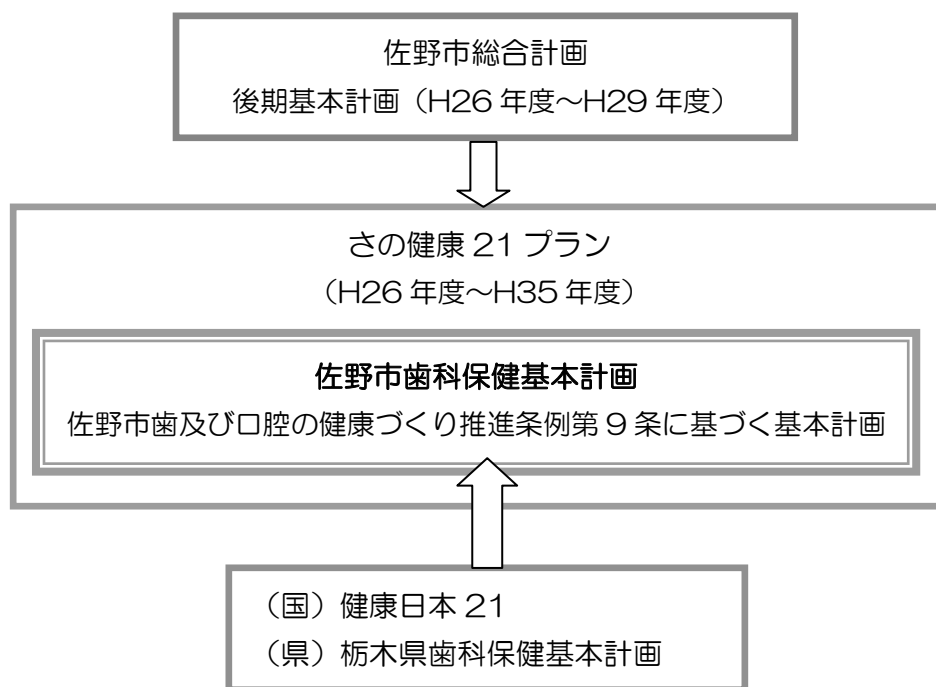 佐野市総合計画
後期基本計画（H26 年度～H29 年度）
さの健康 21 プラン
（H26 年度～H35 年度）
佐野市歯科保健基本計画
佐野市歯及び口腔の健康づくり推進条例第 9 条に基づく基本計画
（国）健康日本 21
（県）栃木県歯科保健基本計画